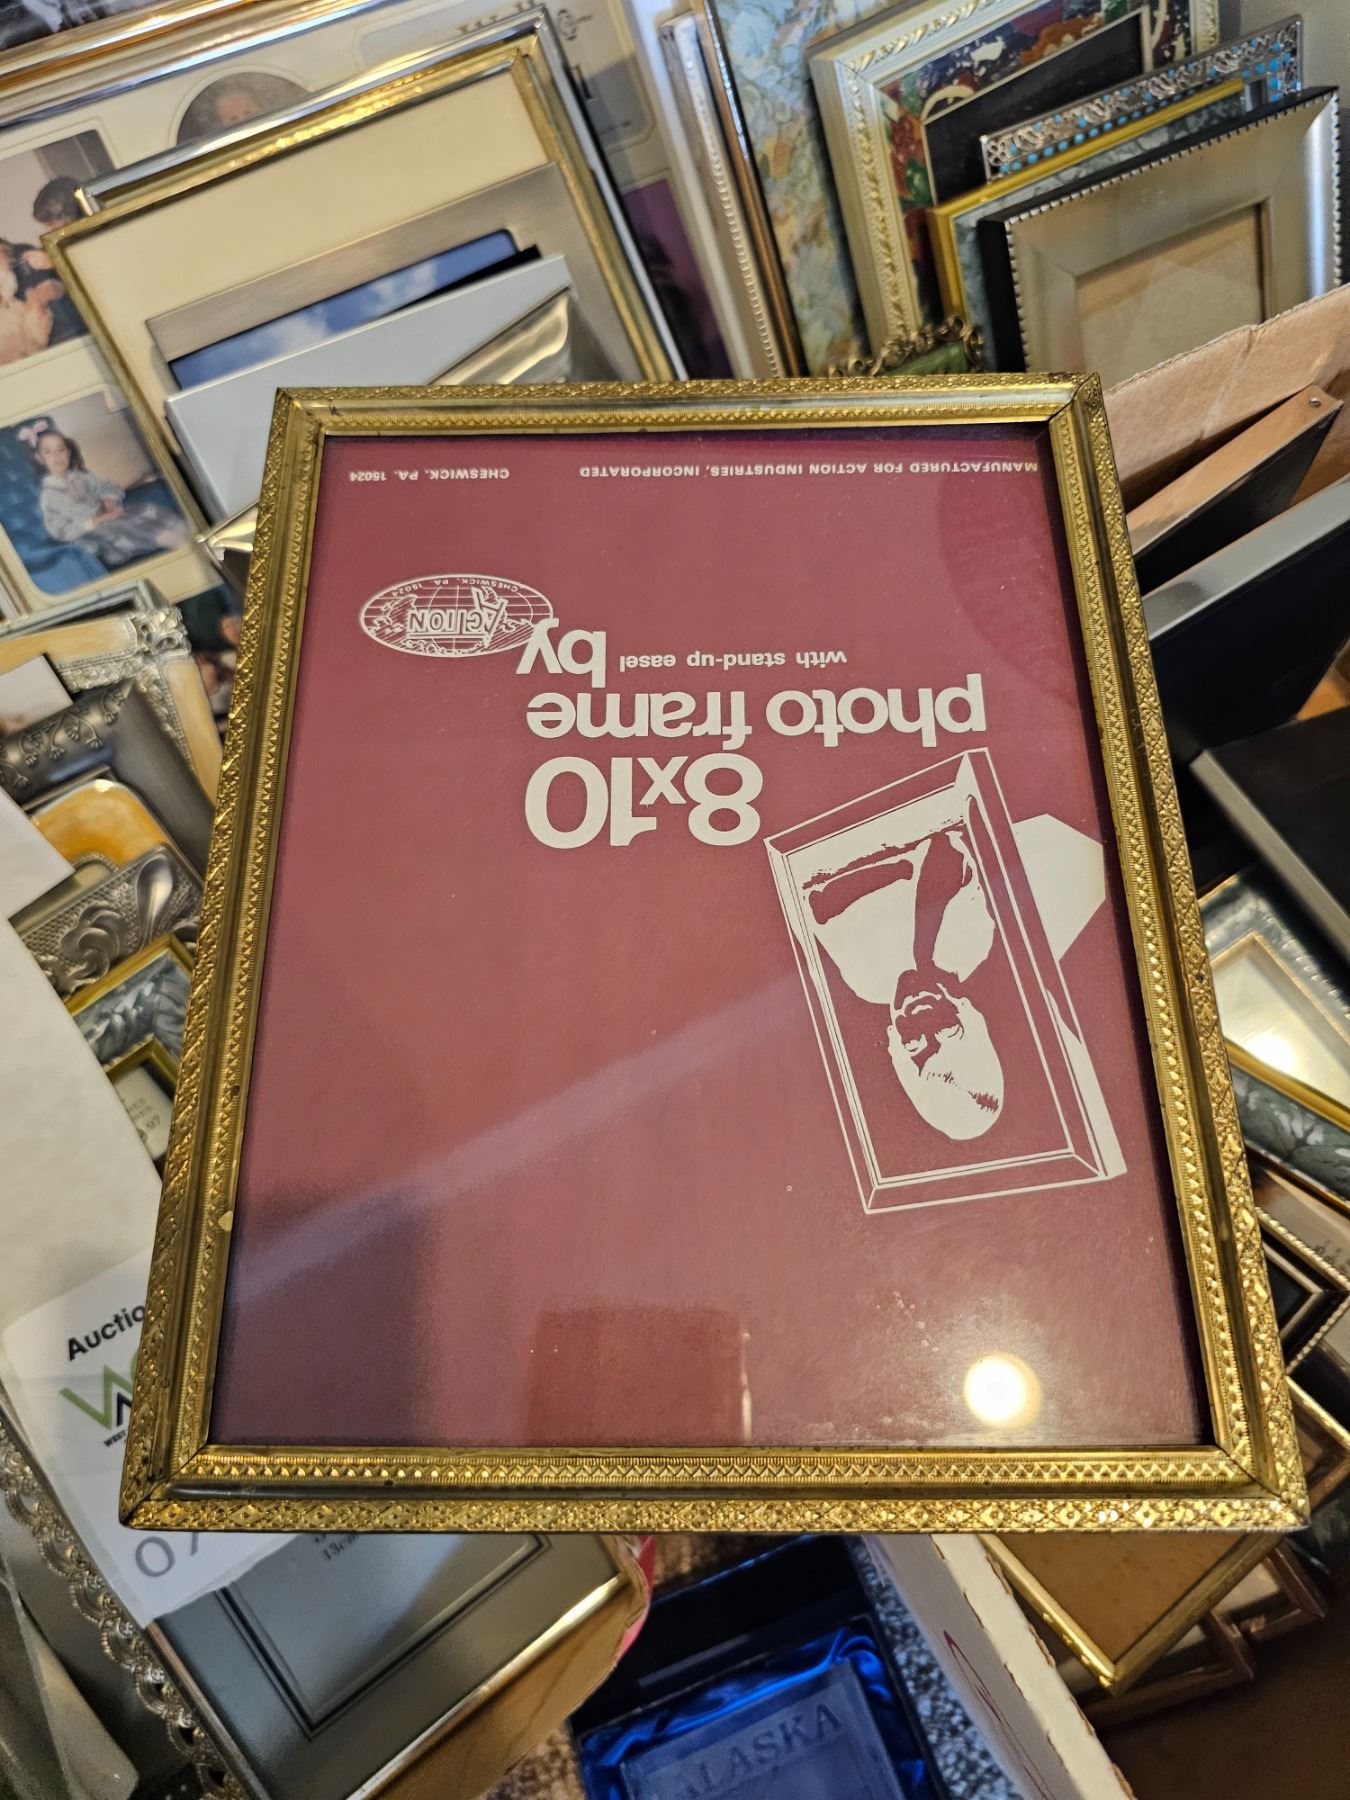 8x10
photo frame
with stand-up easel
by
ACTION
CHESWICK, PA 15024
MANUFACTURED FOR ACTION INDUSTRIES, INCORPORATED
CHESWICK, PA. 15024
Auctio
ALASKA